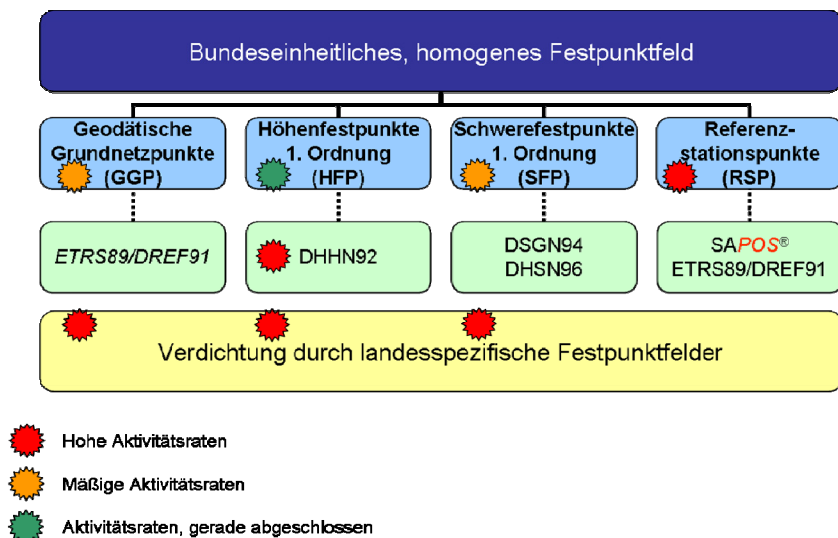 Bundeseinheitliches, homogenes Festpunktfeld
Geodätische
Grundnetzpunkte
(GGP)
Höhenfestpunkte
1. Ordnung
(HFP)
Schwerefestpunkte
1. Ordnung
(SFP)
Referenz-
stationspunkte
(RSP)
ETRS89/DREF91
DHHN92
DSGN94
DHSN96
SAPOS®
ETRS89/DREF91
Verdichtung durch landesspezifische Festpunktfelder
Hohe Aktivitätsraten
Mäßige Aktivitätsraten
Aktivitätsraten, gerade abgeschlossen